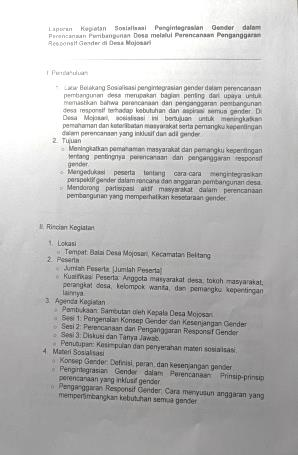 Laporan Kegiatan Sosialisasi Pengintegrasian Gender dalam
Perencanaan Pembangunan Desa melalui Perencanaan Penganggaran
Responsif Gender di Desa Mojosari
I. Pendahuluan
1. Latar Belakang Sosialisasi pengintegrasian gender dalam perencanaan
pembangunan desa merupakan bagian penting dari upaya untuk
memastikan bahwa perencanaan dan penganggaran pembangunan
desa responsif terhadap kebutuhan dan aspirasi semua gender. Di
Desa Mojosari, sosialisasi ini bertujuan untuk meningkatkan
pemahaman dan keterlibatan masyarakat serta pemangku kepentingan
dalam perencanaan yang inklusif dan adil gender.
2. Tujuan
○ Meningkatkan pemahaman masyarakat dan pemangku kepentingan
tentang pentingnya perencanaan dan penganggaran responsif
gender.
○ Mengedukasi peserta tentang cara-cara mengintegrasikan
perspektif gender dalam rencana dan anggaran pembangunan desa.
○ Mendorong partisipasi aktif masyarakat dalam perencanaan
pembangunan yang memperhatikan kesetaraan gender.
II. Rincian Kegiatan
1. Lokasi
○ Tempat: Balai Desa Mojosari, Kecamatan Belitang
2. Peserta
○ Jumlah Peserta: [Jumlah Peserta]
○ Kualifikasi Peserta: Anggota masyarakat desa, tokoh masyarakat,
perangkat desa, kelompok wanita, dan pemangku kepentingan
lainnya.
3. Agenda Kegiatan
○ Pembukaan: Sambutan oleh Kepala Desa Mojosari.
○ Sesi 1: Pengenalan Konsep Gender dan Kesenjangan Gender.
○ Sesi 2: Perencanaan dan Penganggaran Responsif Gender.
○ Sesi 3: Diskusi dan Tanya Jawab.
○ Penutupan: Kesimpulan dan penyerahan materi sosialisasi.
4. Materi Sosialisasi
○ Konsep Gender: Definisi, peran, dan kesenjangan gender.
○ Pengintegrasian Gender dalam Perencanaan: Prinsip-prinsip
perencanaan yang inklusif gender.
○ Penganggaran Responsif Gender: Cara menyusun anggaran yang
mempertimbangkan kebutuhan semua gender.